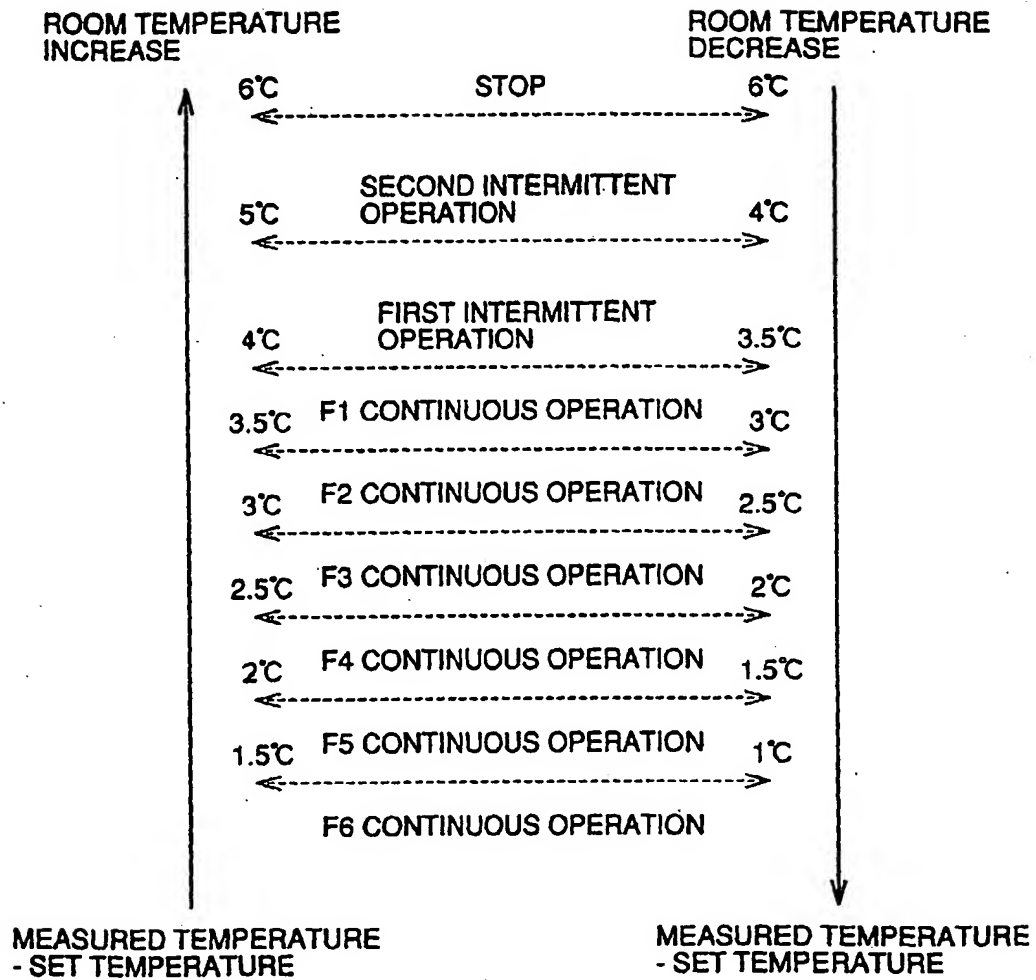 ROOM TEMPERATURE
INCREASE
ROOM TEMPERATURE
DECREASE
6°C STOP 6°C
SECOND INTERMITTENT
5°C OPERATION 4°C
FIRST INTERMITTENT
4°C OPERATION 3.5°C
3.5°C F1 CONTINUOUS OPERATION 3°C
3°C F2 CONTINUOUS OPERATION 2.5°C
2.5°C F3 CONTINUOUS OPERATION 2°C
2°C F4 CONTINUOUS OPERATION 1.5°C
1.5°C F5 CONTINUOUS OPERATION 1°C
F6 CONTINUOUS OPERATION
MEASURED TEMPERATURE
- SET TEMPERATURE
MEASURED TEMPERATURE
- SET TEMPERATURE